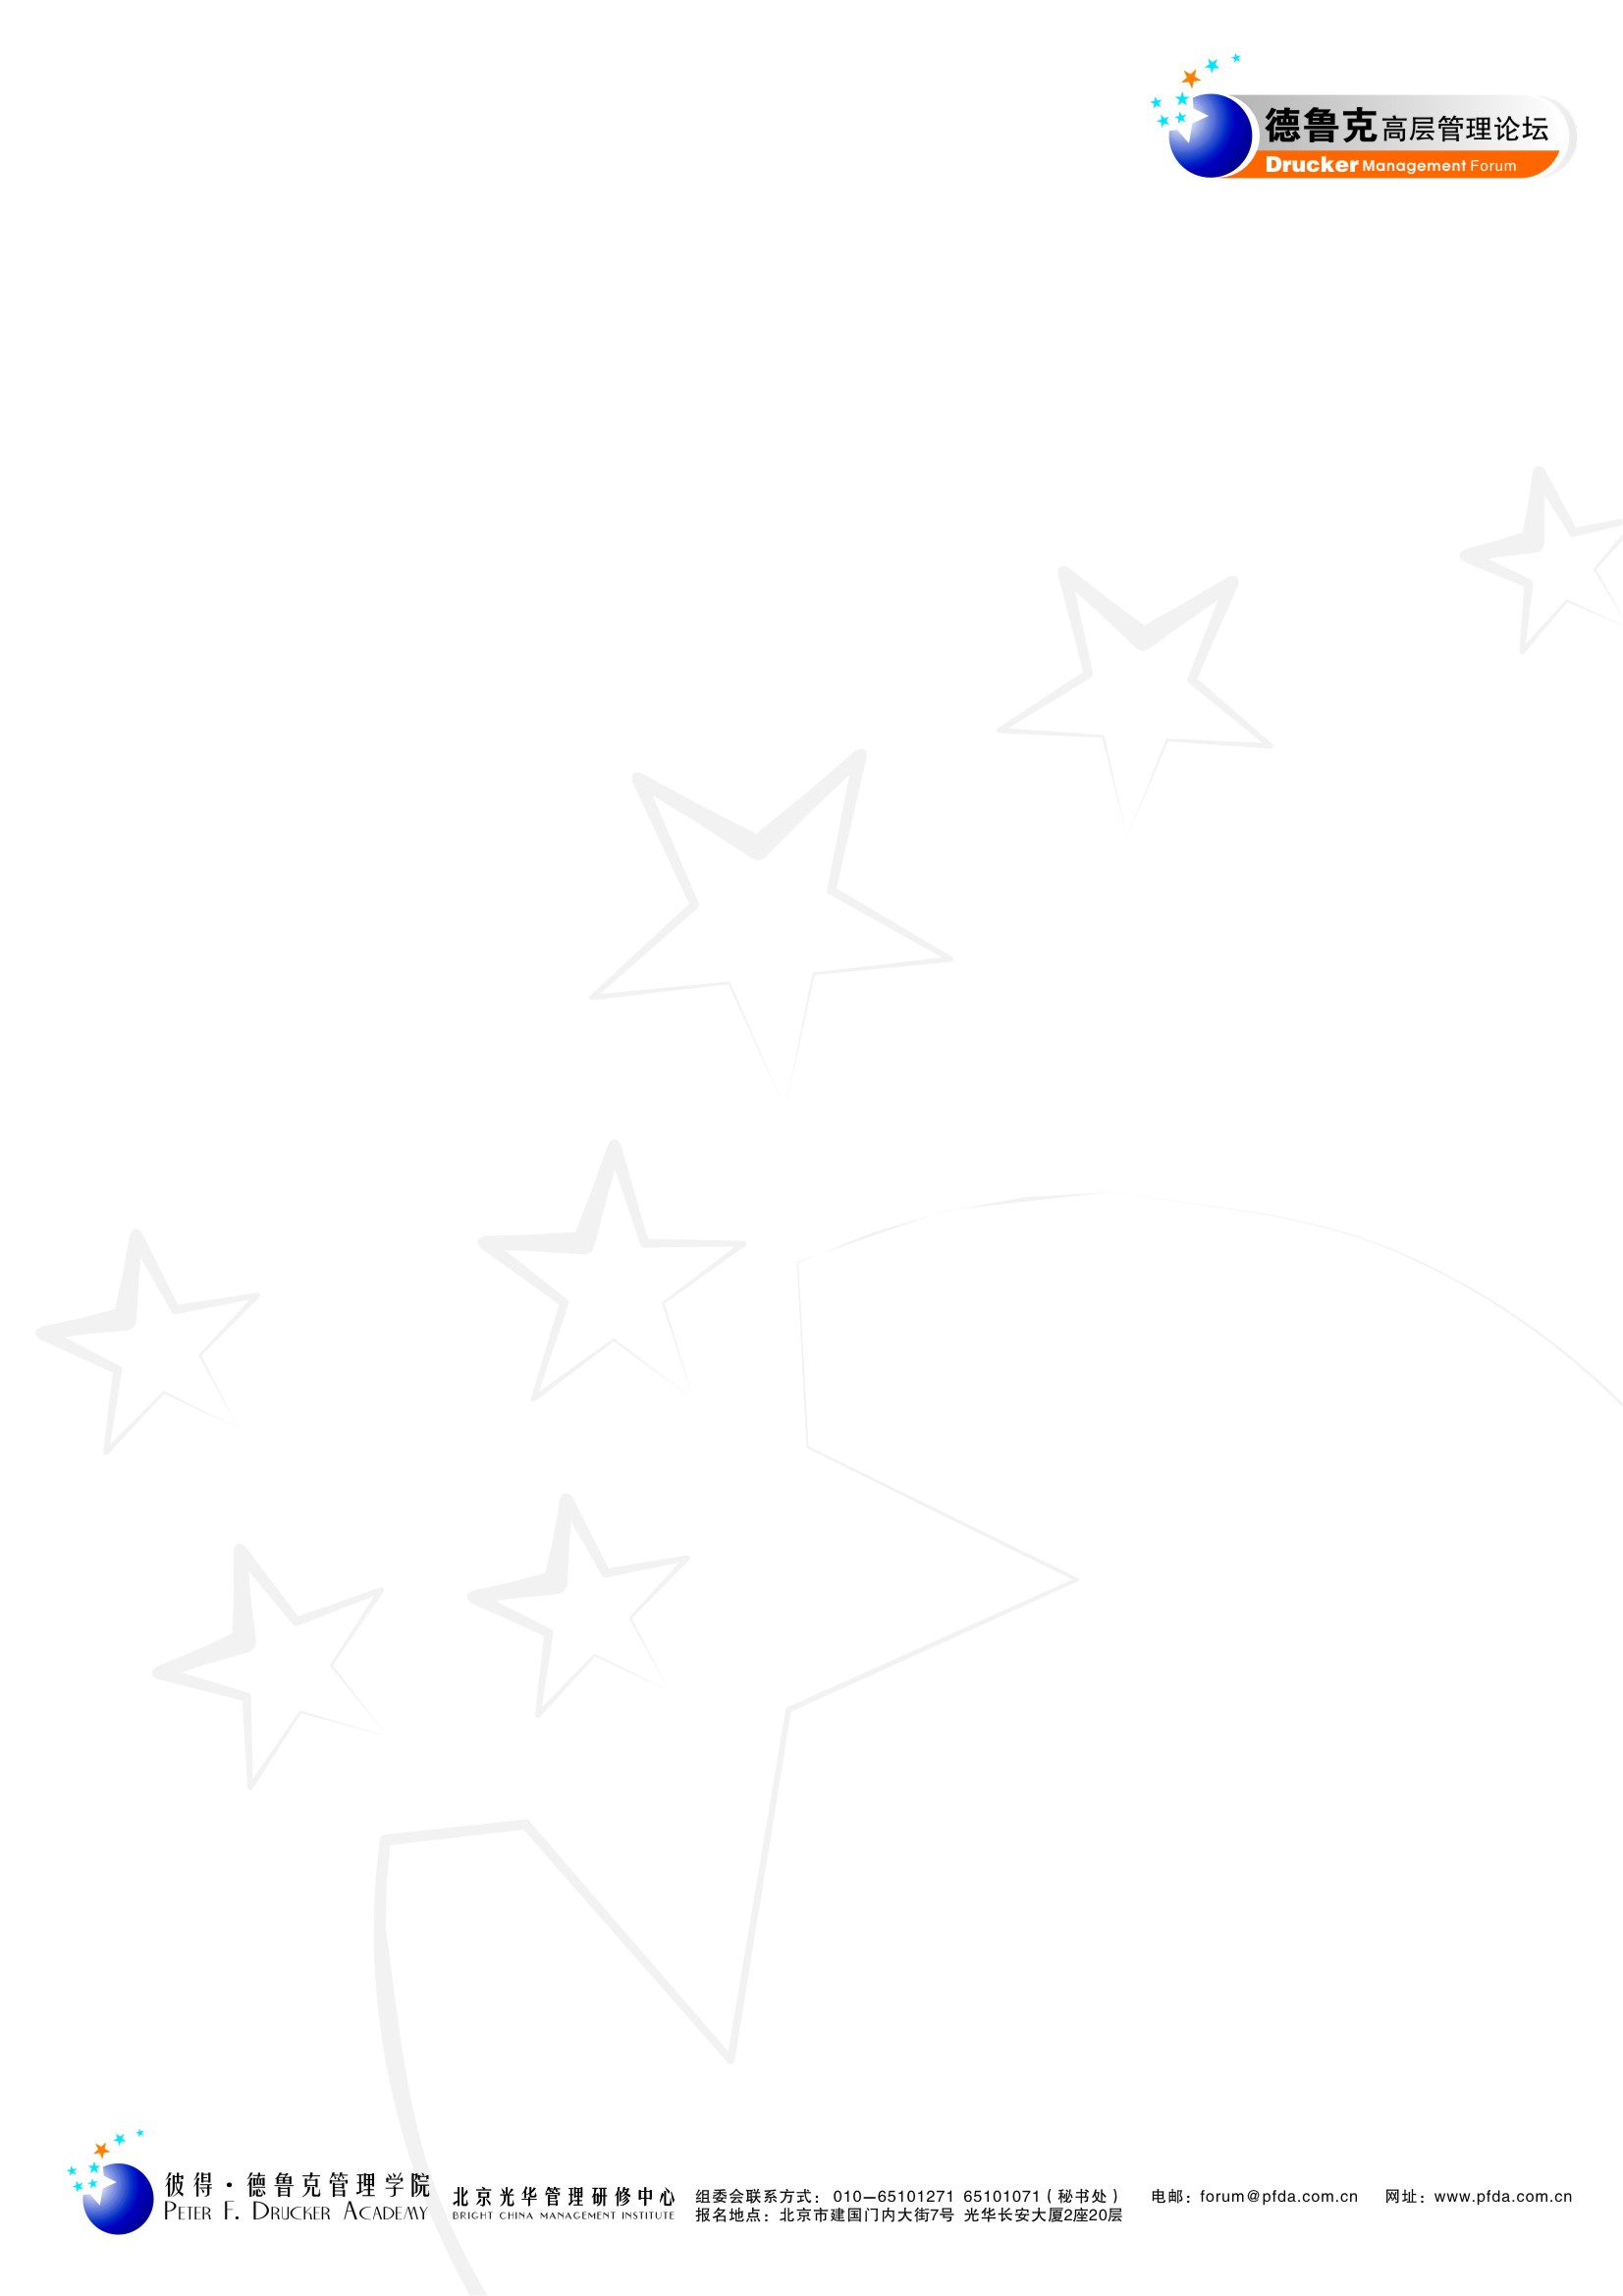 德鲁克高层管理论坛
Drucker Management Forum
彼得·德鲁克管理学院
PETER F. DRUCKER ACADEMY
北京光华管理研修中心
BRIGHT CHINA MANAGEMENT INSTITUTE
组委会联系方式：010—65101271 65101071（秘书处） 电邮：forum@pfda.com.cn 网址：www.pfda.com.cn
报名地点：北京市建国门内大街7号 光华长安大厦2座20层